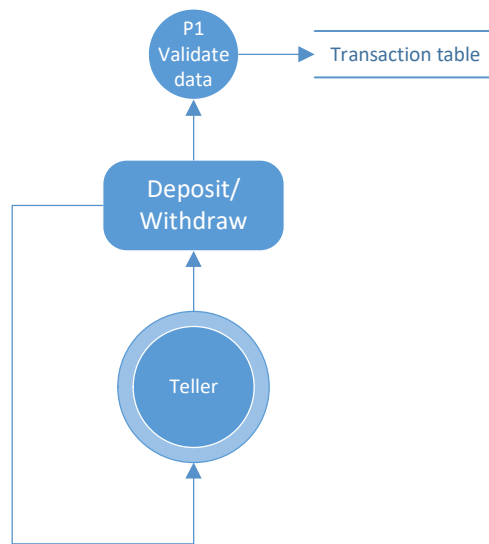 P1
Validate
data
Transaction table
Deposit/
Withdraw
Teller